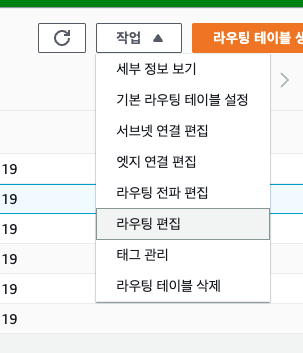 작업
라우팅 테이블 생
세부 정보 보기
기본 라우팅 테이블 설정
서브넷 연결 편집
엣지 연결 편집
19
라우팅 전파 편집
19
라우팅 편집
19
태그 관리
19
라우팅 테이블 삭제
19
19